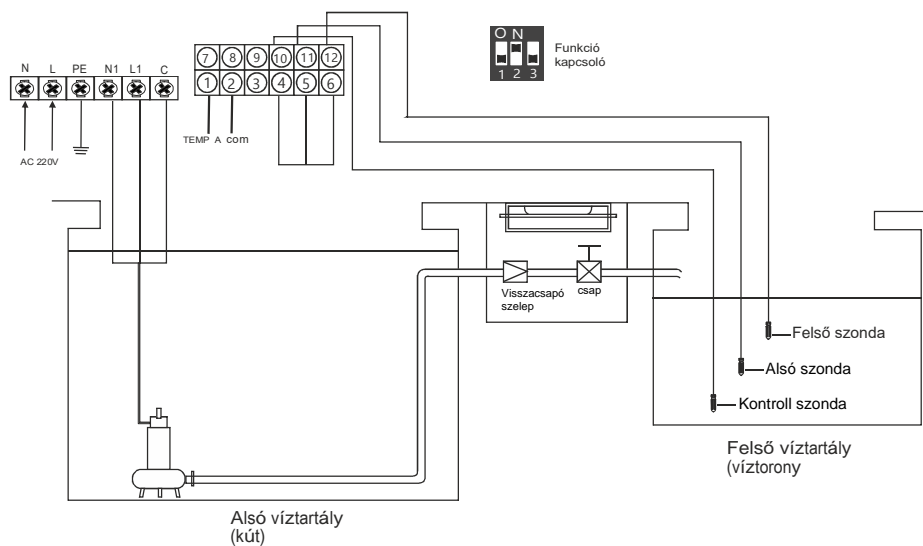 N L PE N1 L1 C
AC 220V
7 8 9 10 11 12
1 2 3 4 5 6
TEMP A com
ON
1 2 3
Funkció
kapcsoló
Visszacsapó
szelep
csap
Felső szonda
Alsó szonda
Kontroll szonda
Felső víztartály
(víztorony
Alsó víztartály
(kút)